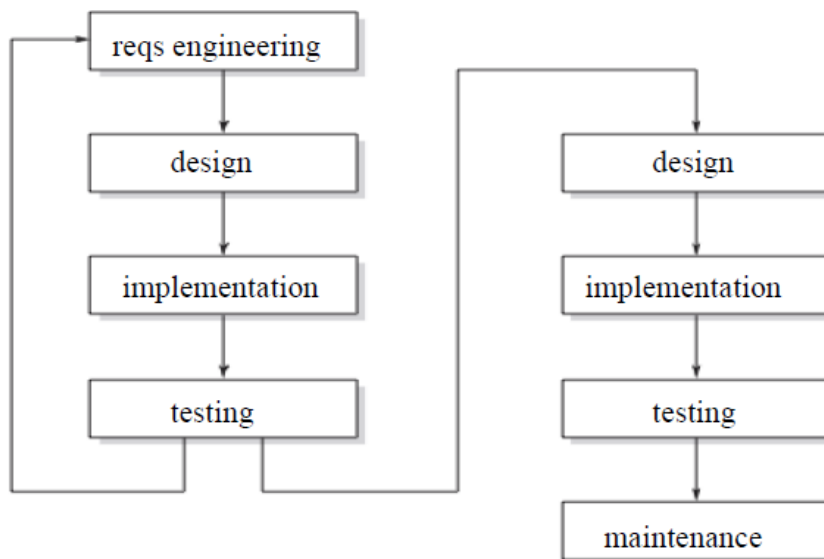 reqs engineering
design
implementation
testing
design
implementation
testing
maintenance